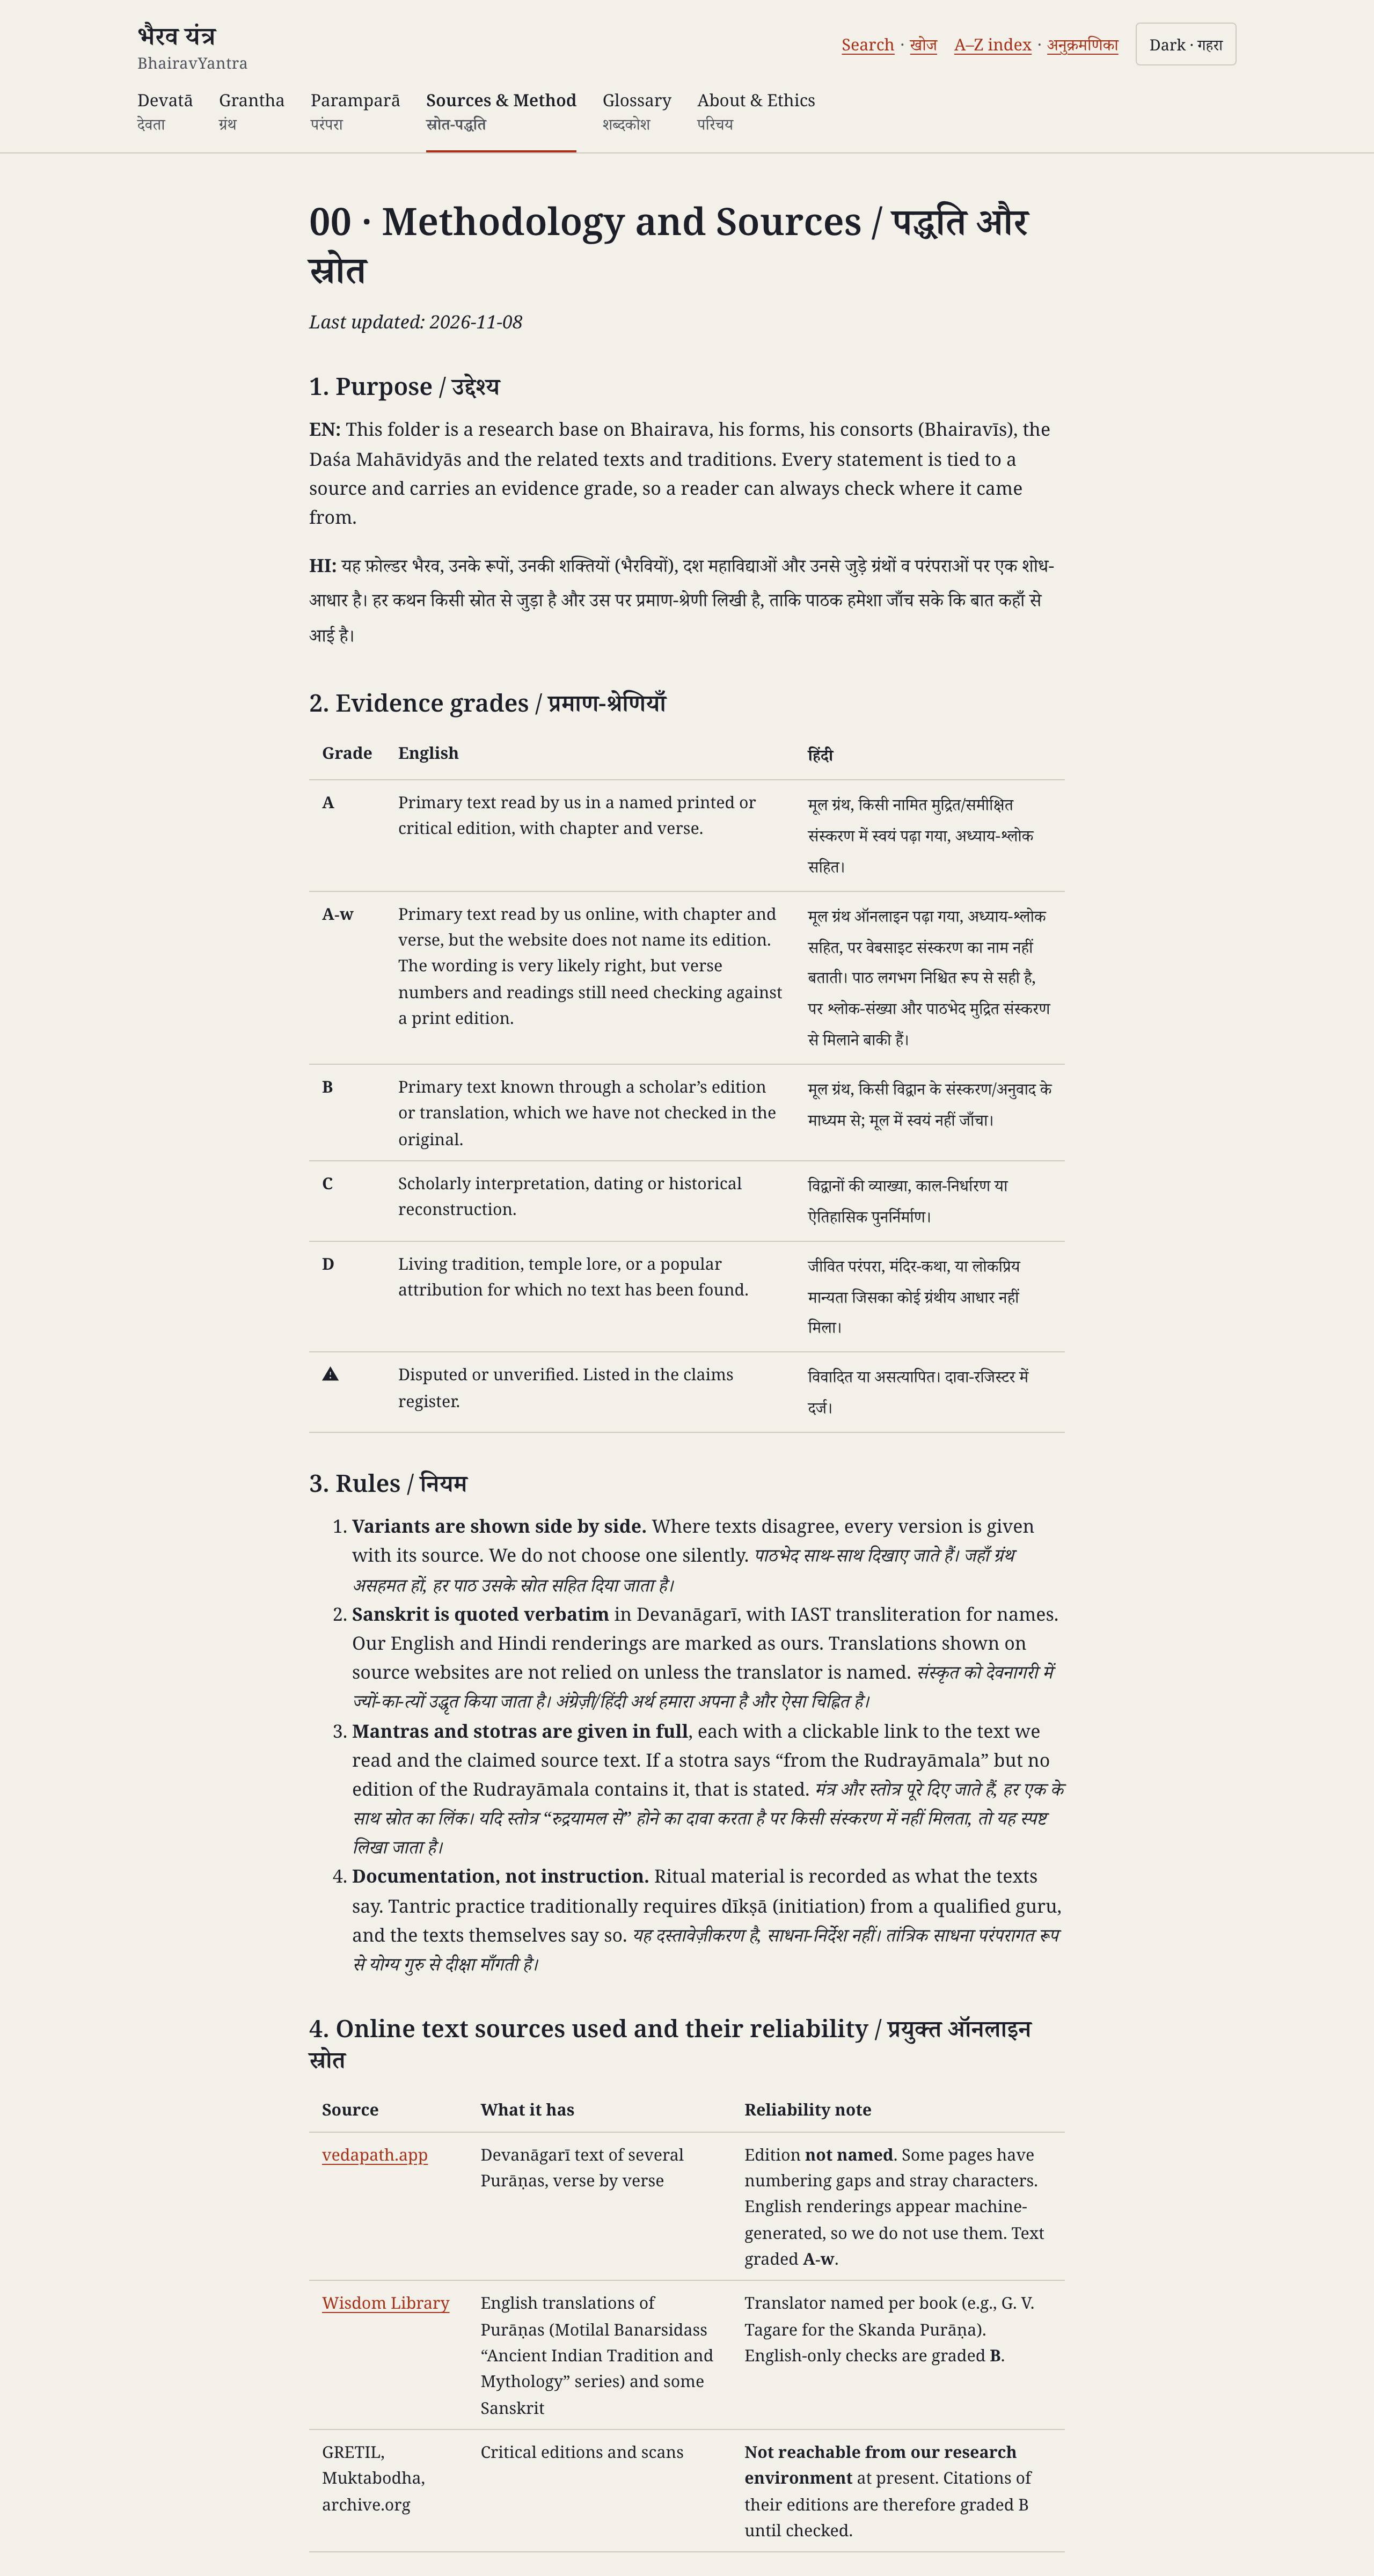 भैरव यंत्र
BhairavYantra
Search · खोज A–Z index · अनुक्रमणिका Dark · गहरा
Devatā Grantha Paramparā Sources & Method Glossary About & Ethics
देवता ग्रंथ परंपरा स्रोत-पद्धति शब्दकोश परिचय
00 · Methodology and Sources / पद्धति और
स्रोत
Last updated: 2026-11-08
1. Purpose / उद्देश्य
EN: This folder is a research base on Bhairava, his forms, his consorts (Bhairavīs), the
Daśa Mahāvidyās and the related texts and traditions. Every statement is tied to a
source and carries an evidence grade, so a reader can always check where it came
from.
HI: यह फ़ोल्डर भैरव, उनके रूपों, उनकी शक्तियों (भैरवियों), दश महाविद्याओं और उनसे जुड़े ग्रंथों व परंपराओं पर एक शोध-
आधार है। हर कथन किसी स्रोत से जुड़ा है और उस पर प्रमाण-श्रेणी लिखी है, ताकि पाठक हमेशा जाँच सके कि बात कहाँ से
आई है।
2. Evidence grades / प्रमाण-श्रेणियाँ
Grade English हिंदी
A
Primary text read by us in a named printed or
critical edition, with chapter and verse.
मूल ग्रंथ, किसी नामित मुद्रित/समीक्षित
संस्करण में स्वयं पढ़ा गया, अध्याय-श्लोक
सहित।
A-w
Primary text read by us online, with chapter and
verse, but the website does not name its edition.
The wording is very likely right, but verse
numbers and readings still need checking against
a print edition.
मूल ग्रंथ ऑनलाइन पढ़ा गया, अध्याय-श्लोक
सहित, पर वेबसाइट संस्करण का नाम नहीं
बताती। पाठ लगभग निश्चित रूप से सही है,
पर श्लोक-संख्या और पाठभेद मुद्रित संस्करण
से मिलाने बाकी हैं।
B
Primary text known through a scholar’s edition
or translation, which we have not checked in the
original.
मूल ग्रंथ, किसी विद्वान के संस्करण/अनुवाद के
माध्यम से; मूल में स्वयं नहीं जाँचा।
C
Scholarly interpretation, dating or historical
reconstruction.
विद्वानों की व्याख्या, काल-निर्धारण या
ऐतिहासिक पुनर्निर्माण।
D
Living tradition, temple lore, or a popular
attribution for which no text has been found.
जीवित परंपरा, मंदिर-कथा, या लोकप्रिय
मान्यता जिसका कोई ग्रंथीय आधार नहीं
मिला।
⚠
Disputed or unverified. Listed in the claims
register.
विवादित या असत्यापित। दावा-रजिस्टर में
दर्ज।
3. Rules / नियम
1. Variants are shown side by side. Where texts disagree, every version is given
with its source. We do not choose one silently. पाठभेद साथ-साथ दिखाए जाते हैं। जहाँ ग्रंथ
असहमत हों, हर पाठ उसके स्रोत सहित दिया जाता है।
2. Sanskrit is quoted verbatim in Devanāgarī, with IAST transliteration for names.
Our English and Hindi renderings are marked as ours. Translations shown on
source websites are not relied on unless the translator is named. संस्कृत को देवनागरी में
ज्यों-का-त्यों उद्धृत किया जाता है। अंग्रेज़ी/हिंदी अर्थ हमारा अपना है और ऐसा चिह्नित है।
3. Mantras and stotras are given in full, each with a clickable link to the text we
read and the claimed source text. If a stotra says “from the Rudrayāmala” but no
edition of the Rudrayāmala contains it, that is stated. मंत्र और स्तोत्र पूरे दिए जाते हैं, हर एक के
साथ स्रोत का लिंक। यदि स्तोत्र “रुद्रयामल से” होने का दावा करता है पर किसी संस्करण में नहीं मिलता, तो यह स्पष्ट
लिखा जाता है।
4. Documentation, not instruction. Ritual material is recorded as what the texts
say. Tantric practice traditionally requires dīkṣā (initiation) from a qualified guru,
and the texts themselves say so. यह दस्तावेज़ीकरण है, साधना-निर्देश नहीं। तांत्रिक साधना परंपरागत रूप
से योग्य गुरु से दीक्षा माँगती है।
4. Online text sources used and their reliability / प्रयुक्त ऑनलाइन
स्रोत
Source What it has Reliability note
vedapath.app
Devanāgarī text of several
Purāṇas, verse by verse
Edition not named. Some pages have
numbering gaps and stray characters.
English renderings appear machine-
generated, so we do not use them. Text
graded A-w.
Wisdom Library
English translations of
Purāṇas (Motilal Banarsidass
“Ancient Indian Tradition and
Mythology” series) and some
Sanskrit
Translator named per book (e.g., G. V.
Tagare for the Skanda Purāṇa).
English-only checks are graded B.
GRETIL,
Muktabodha,
archive.org
Critical editions and scans
Not reachable from our research
environment at present. Citations of
their editions are therefore graded B
until checked.